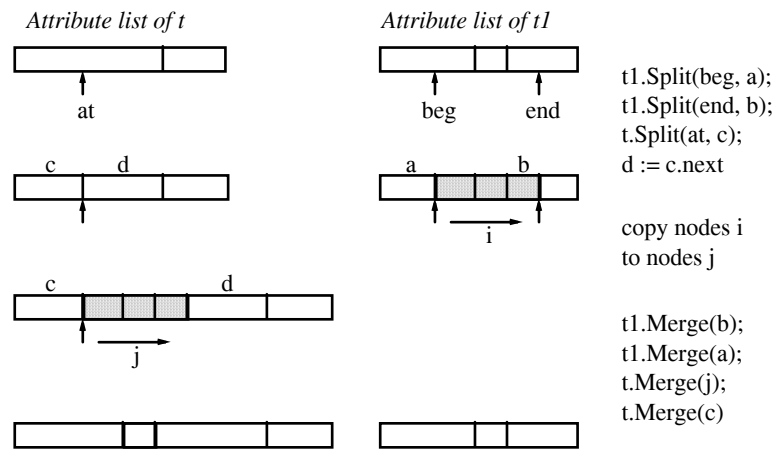 Attribute list of t
Attribute list of t1
at
beg end
t1.Split(beg, a);
t1.Split(end, b);
t.Split(at, c);
d := c.next
c d
a b
i
copy nodes i
to nodes j
c d
j
t1.Merge(b);
t1.Merge(a);
t.Merge(j);
t.Merge(c)